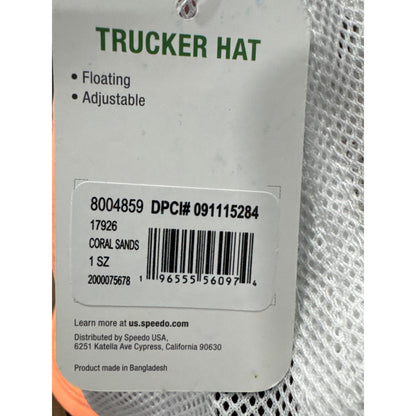 TRUCKER HAT
• Floating
• Adjustable
8004859 DPCI# 091115284
17926
CORAL SANDS
1 SZ
2000075678 1 96555 56097 4
Learn more at us.speedo.com
Distributed by Speedo USA,
6251 Katella Ave Cypress, California 90630
Product made in Bangladesh